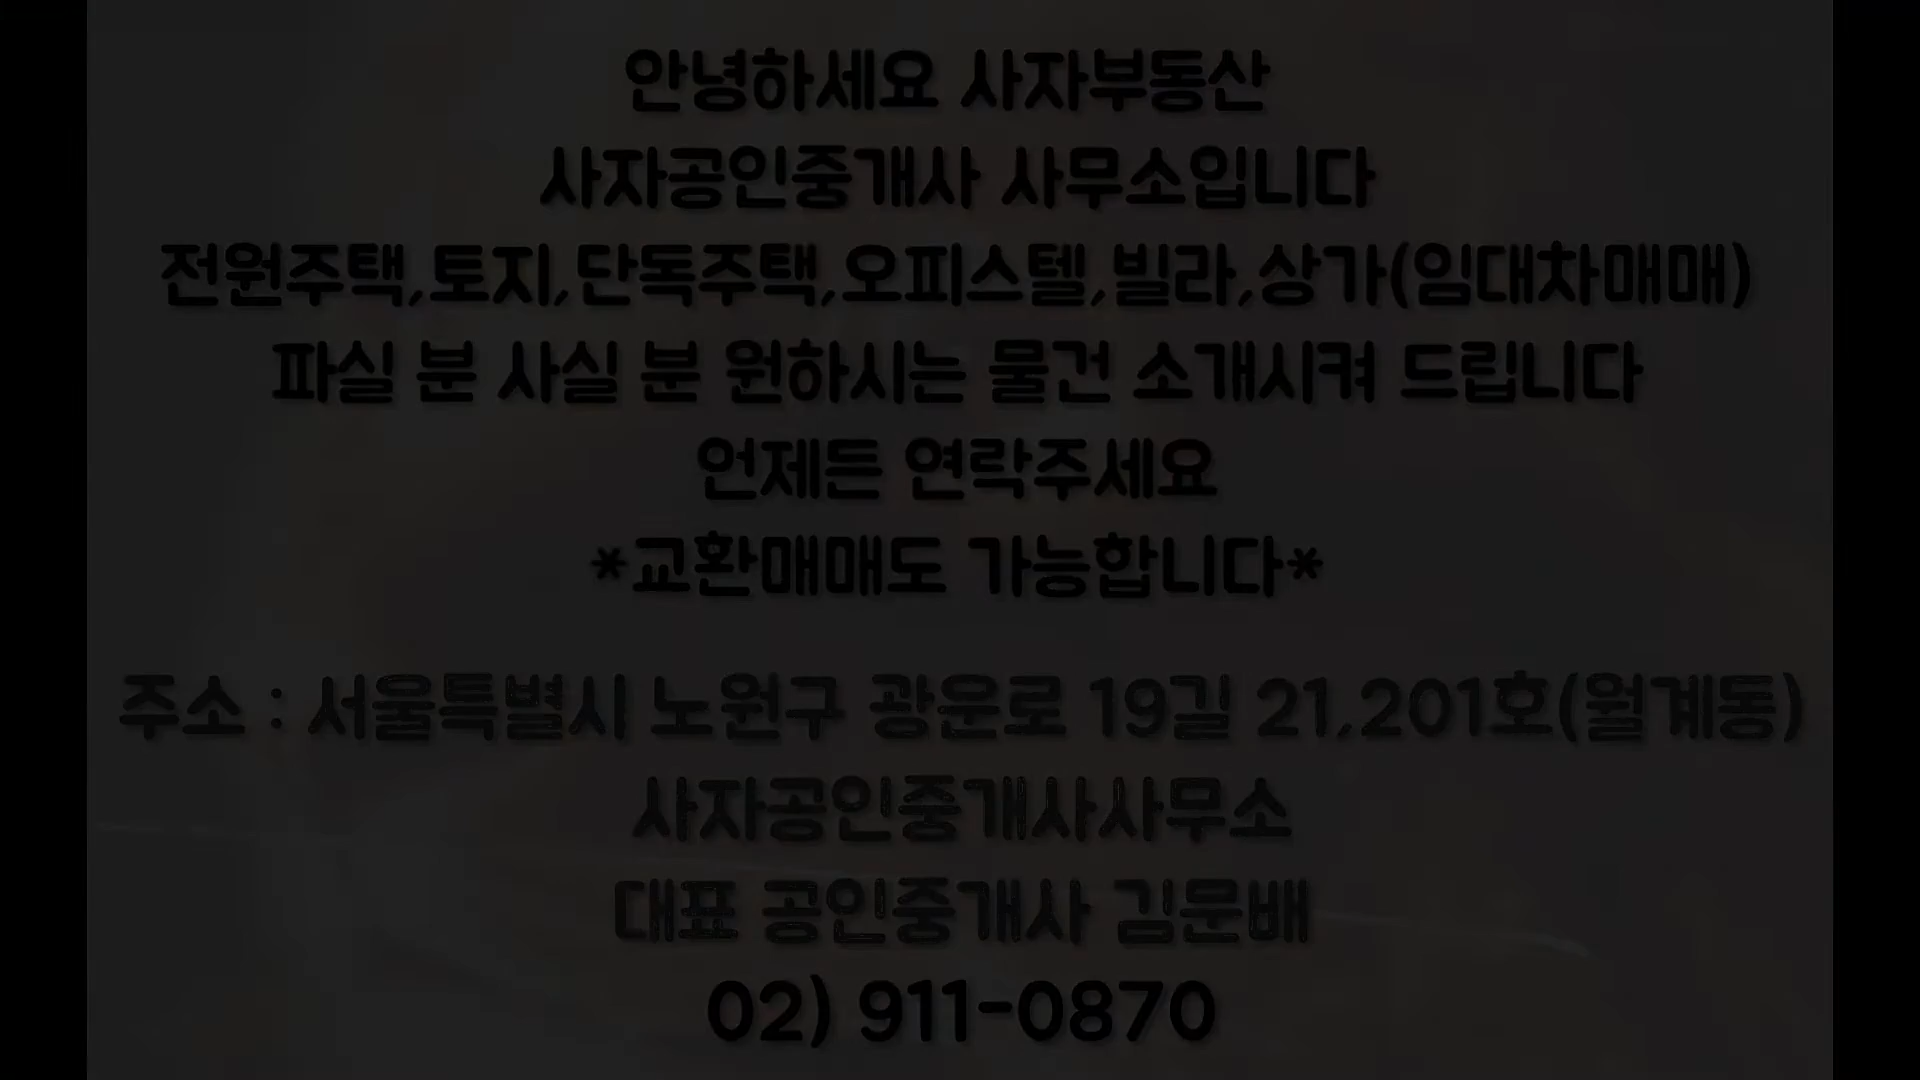 안녕하세요 사자부동산
사자공인중개사 사무소입니다
전원주택,토지,단독주택,오피스텔,빌라,상가(임대차매매)
파실 분 사실 분 원하시는 물건 소개시켜 드립니다
언제든 연락주세요
*교환매매도 가능합니다*
주소 : 서울특별시 노원구 광운로 19길 21,201호(월계동)
사자공인중개사사무소
대표 공인중개사 김문배
02) 911-0870